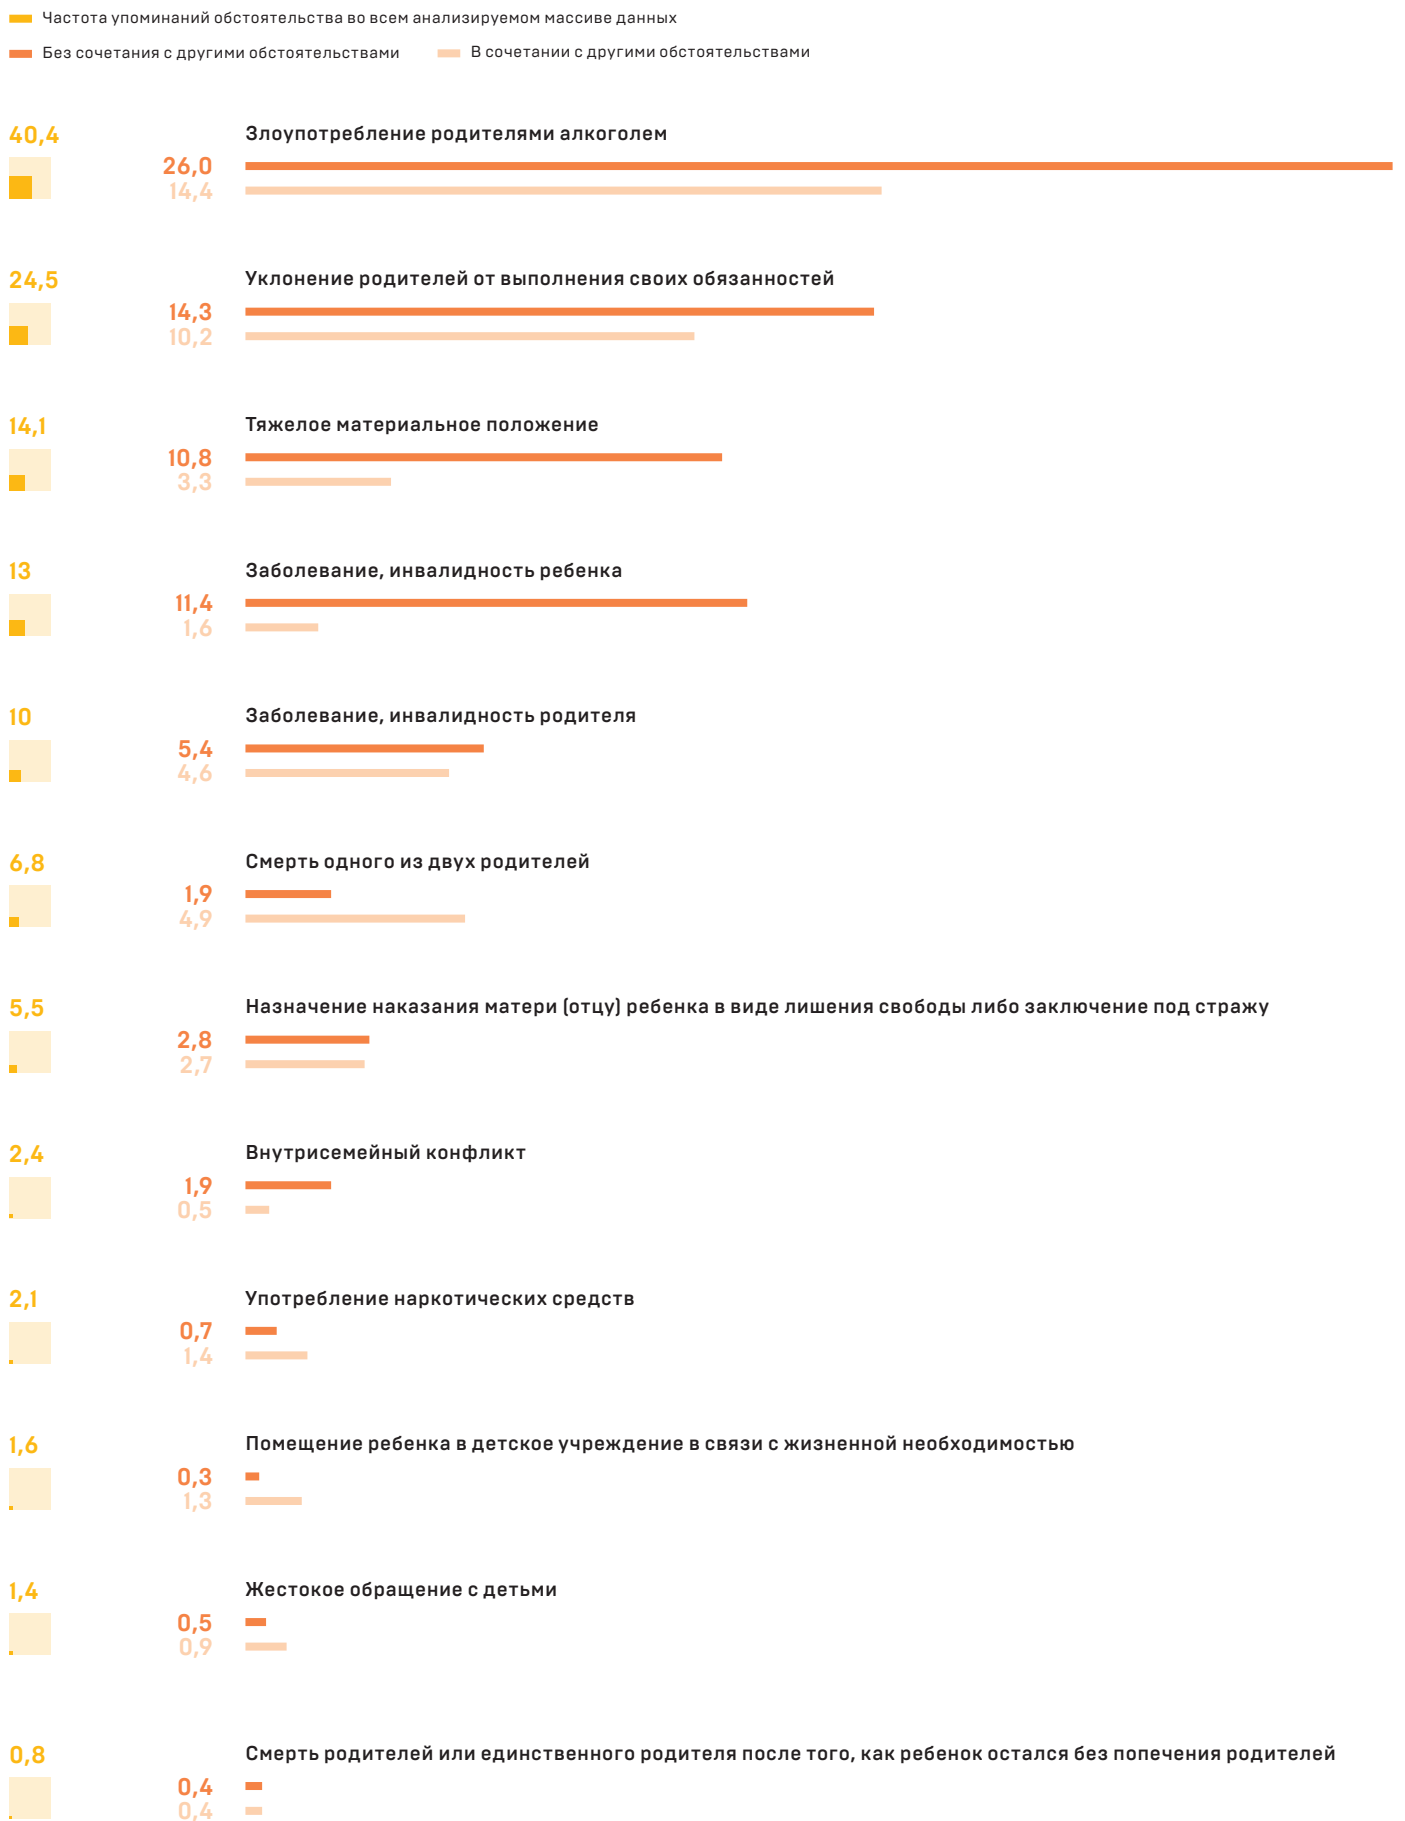 Частота упоминаний обстоятельства во всем анализируемом массиве данных
Без сочетания с другими обстоятельствами
В сочетании с другими обстоятельствами
40,4
Злоупотребление родителями алкоголем
26,0
14,4
24,5
Уклонение родителей от выполнения своих обязанностей
14,3
10,2
14,1
Тяжелое материальное положение
10,8
3,3
13
Заболевание, инвалидность ребенка
11,4
1,6
10
Заболевание, инвалидность родителя
5,4
4,6
6,8
Смерть одного из двух родителей
1,9
4,9
5,5
Назначение наказания матери (отцу) ребенка в виде лишения свободы либо заключение под стражу
2,8
2,7
2,4
Внутрисемейный конфликт
1,9
0,5
2,1
Употребление наркотических средств
0,7
1,4
1,6
Помещение ребенка в детское учреждение в связи с жизненной необходимостью
0,3
1,3
1,4
Жестокое обращение с детьми
0,5
0,9
0,8
Смерть родителей или единственного родителя после того, как ребенок остался без попечения родителей
0,4
0,4